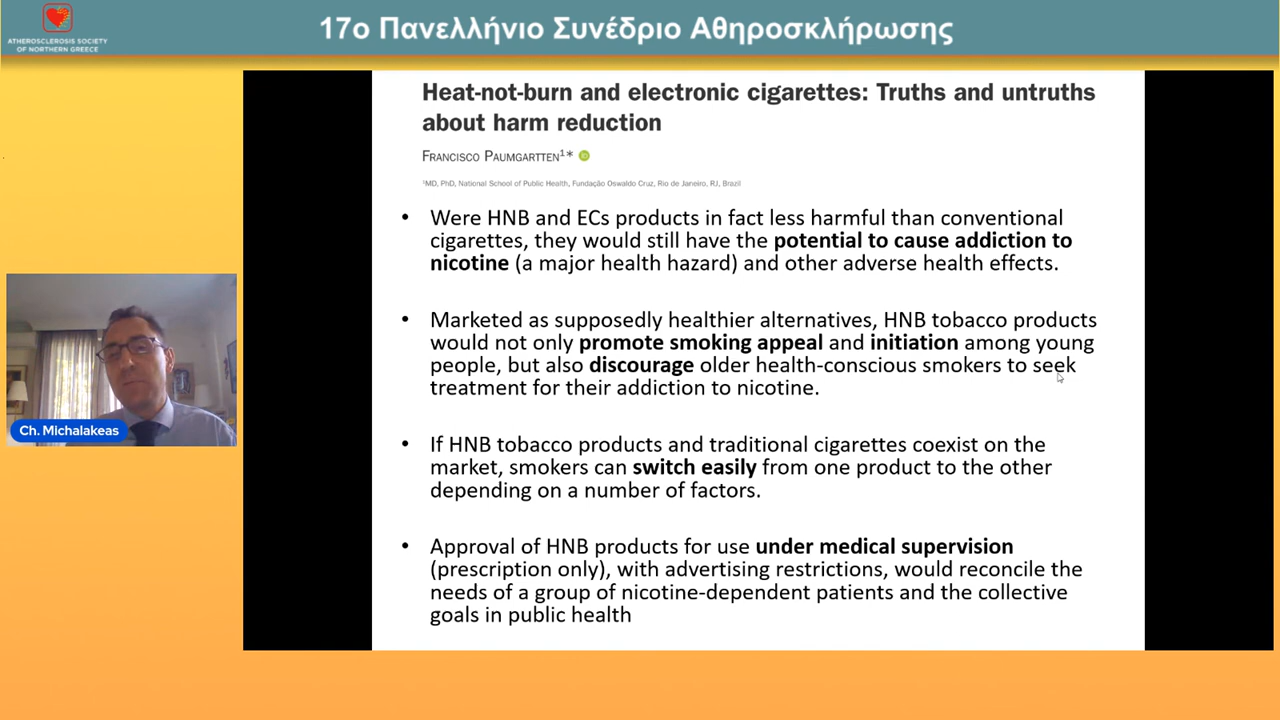 17ο Πανελλήνιο Συνέδριο Αθηροσκλήρωσης
ATHEROSCLEROSIS SOCIETY
OF NORTHERN GREECE
Heat-not-burn and electronic cigarettes: Truths and untruths
about harm reduction
Francisco Paumgartten¹*
¹MD, PhD, National School of Public Health, Fundação Oswaldo Cruz, Rio de Janeiro, RJ, Brazil
• Were HNB and ECs products in fact less harmful than conventional
cigarettes, they would still have the potential to cause addiction to
nicotine (a major health hazard) and other adverse health effects.
• Marketed as supposedly healthier alternatives, HNB tobacco products
would not only promote smoking appeal and initiation among young
people, but also discourage older health-conscious smokers to seek
treatment for their addiction to nicotine.
• If HNB tobacco products and traditional cigarettes coexist on the
market, smokers can switch easily from one product to the other
depending on a number of factors.
• Approval of HNB products for use under medical supervision
(prescription only), with advertising restrictions, would reconcile the
needs of a group of nicotine-dependent patients and the collective
goals in public health
Ch. Michalakeas